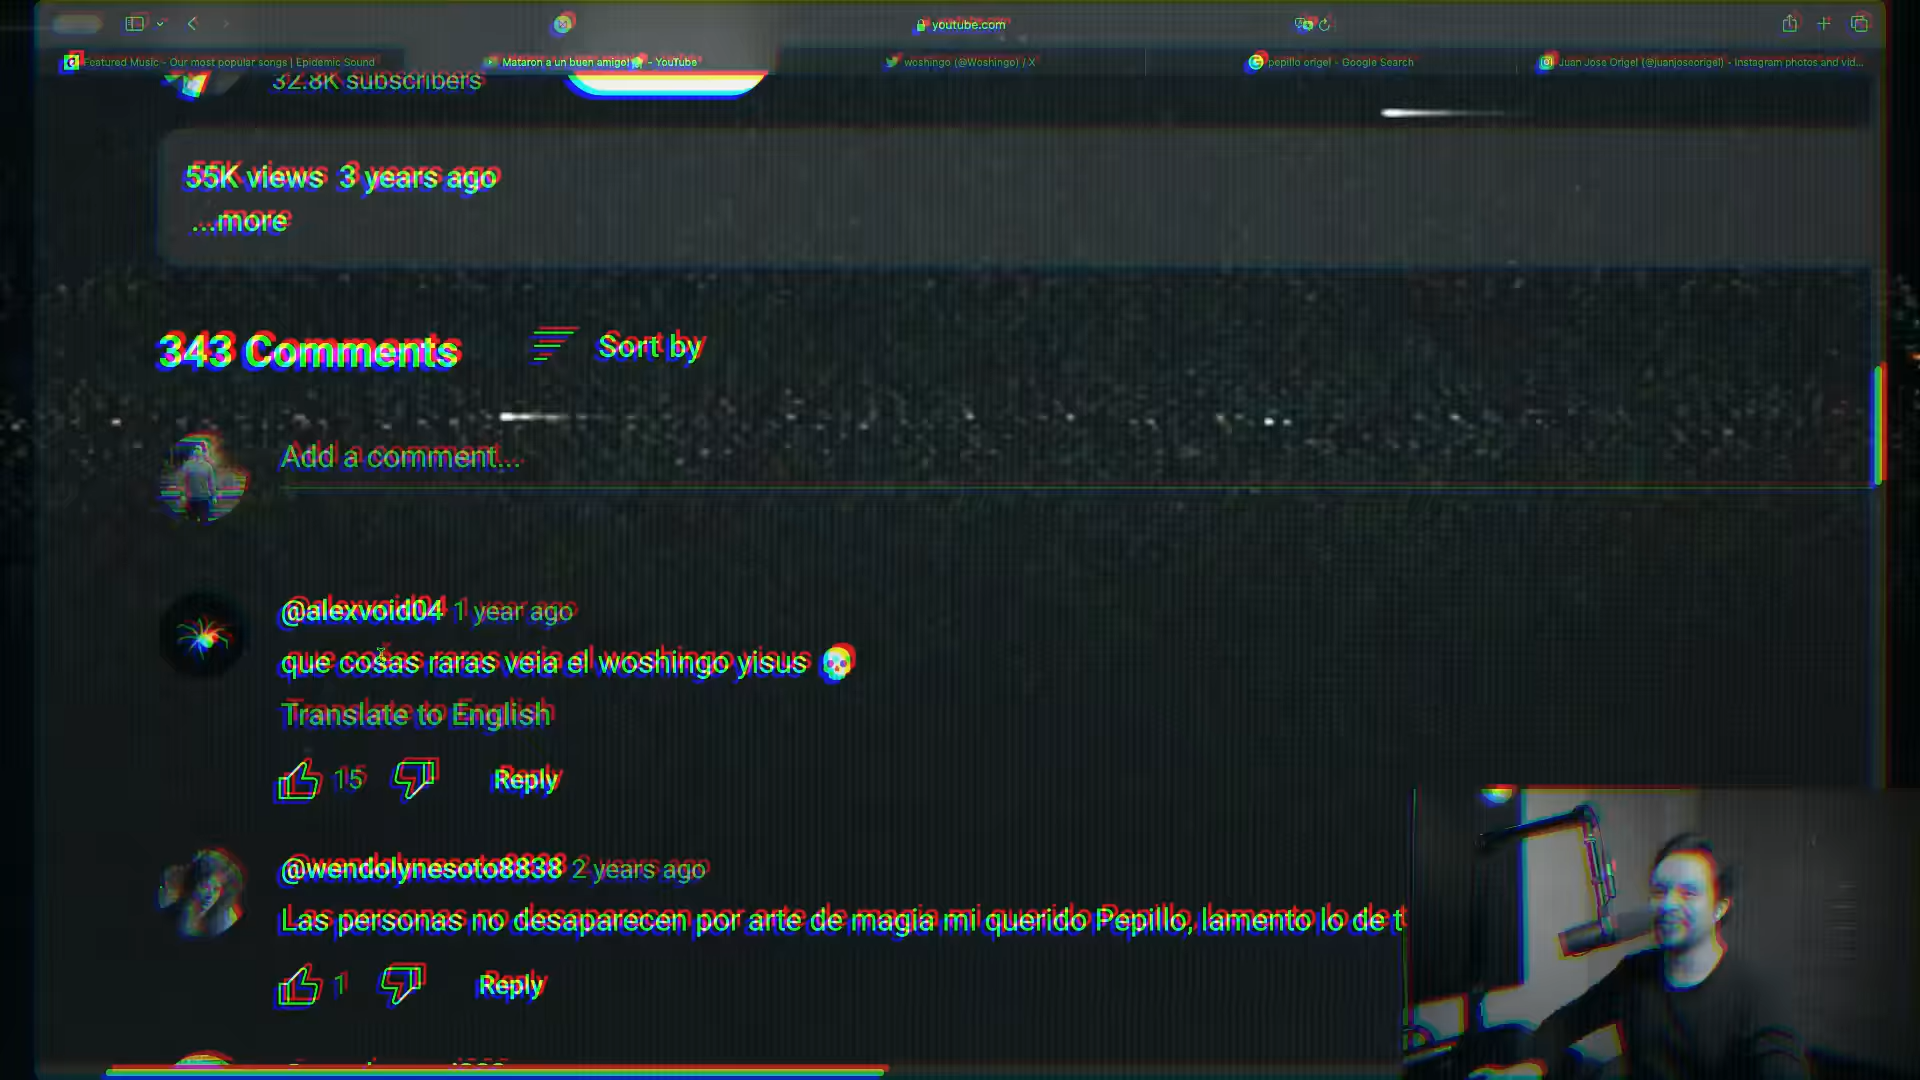 youtube.com
Featured Music - Our most popular songs | Epidemic Sound
Mataron a un buen amigo! - YouTube
woshingo (@Woshingo) / X
pepillo origel - Google Search
Juan Jose Origel (@juanjoseorigel) - Instagram photos and vid...
32.8K subscribers
55K views 3 years ago
...more
343 Comments
Sort by
Add a comment...
@alexvoid04 1 year ago
que cosas raras veia el woshingo yisus 💀
Translate to English
15
Reply
@wendolynesoto8838 2 years ago
Las personas no desaparecen por arte de magia mi querido Pepillo, lamento lo de t
1
Reply